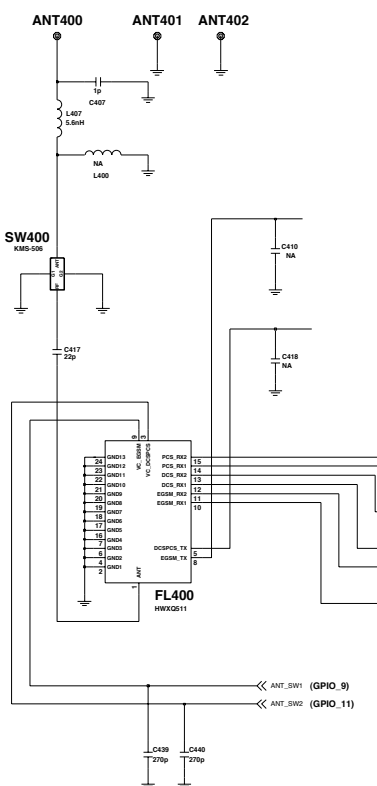 ANT400 ANT401 ANT402
1p
C407
L407
5.6nH
NA
L400
SW400
KMS-506
G1 ANT G2
RF
C410
NA
C417
22p
C418
NA
9 3
VC_EGSM VC_DCSPCS
GND13 PCS_RX2
24 15
GND12 PCS_RX1
23 14
GND11 DCS_RX2
22 13
GND10 DCS_RX1
21 12
GND9 EGSM_RX2
20 11
GND8 EGSM_RX1
19 10
GND7
18
GND6
17
GND5
16
GND4
7
GND3 DCSPCS_TX
6 5
GND2 EGSM_TX
4 8
GND1
2
ANT
1
FL400
HWXQ511
ANT_SW1 (GPIO_9)
ANT_SW2 (GPIO_11)
C439
270p
C440
270p